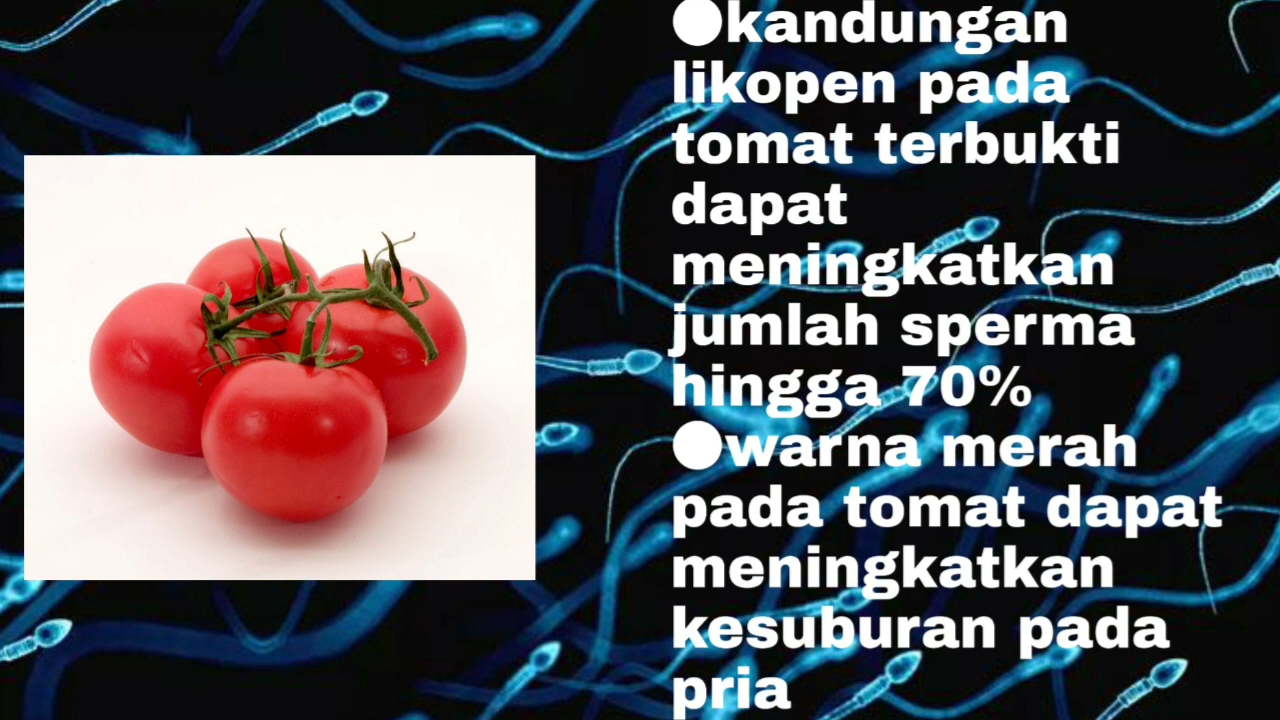 ●kandungan
likopen pada
tomat terbukti
dapat
meningkatkan
jumlah sperma
hingga 70%
●warna merah
pada tomat dapat
meningkatkan
kesuburan pada
pria